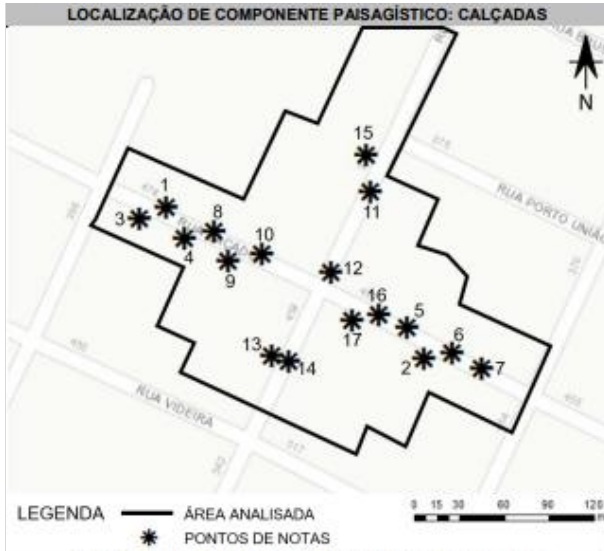 LOCALIZAÇÃO DE COMPONENTE PAISAGÍSTICO: CALÇADAS
N
15
RUA PORTO UNIÃO
11
1
3
8
4
10
9
12
16
5
17
6
2
7
13
14
RUA VIDEIRA
LEGENDA
ÁREA ANALISADA
PONTOS DE NOTAS
0 15 30 60 90 120